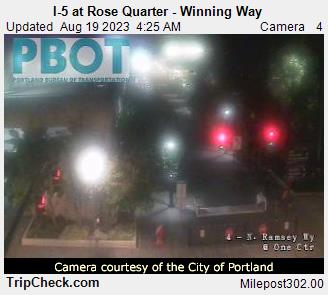 I-5 at Rose Quarter - Winning Way
Updated Aug 19 2023 4:25 AM Camera 4
PBOT
PORTLAND BUREAU OF TRANSPORTATION
4 - N. Ramsey Wy
@ One Ctr
Camera courtesy of the City of Portland
TripCheck.com Milepost302.00